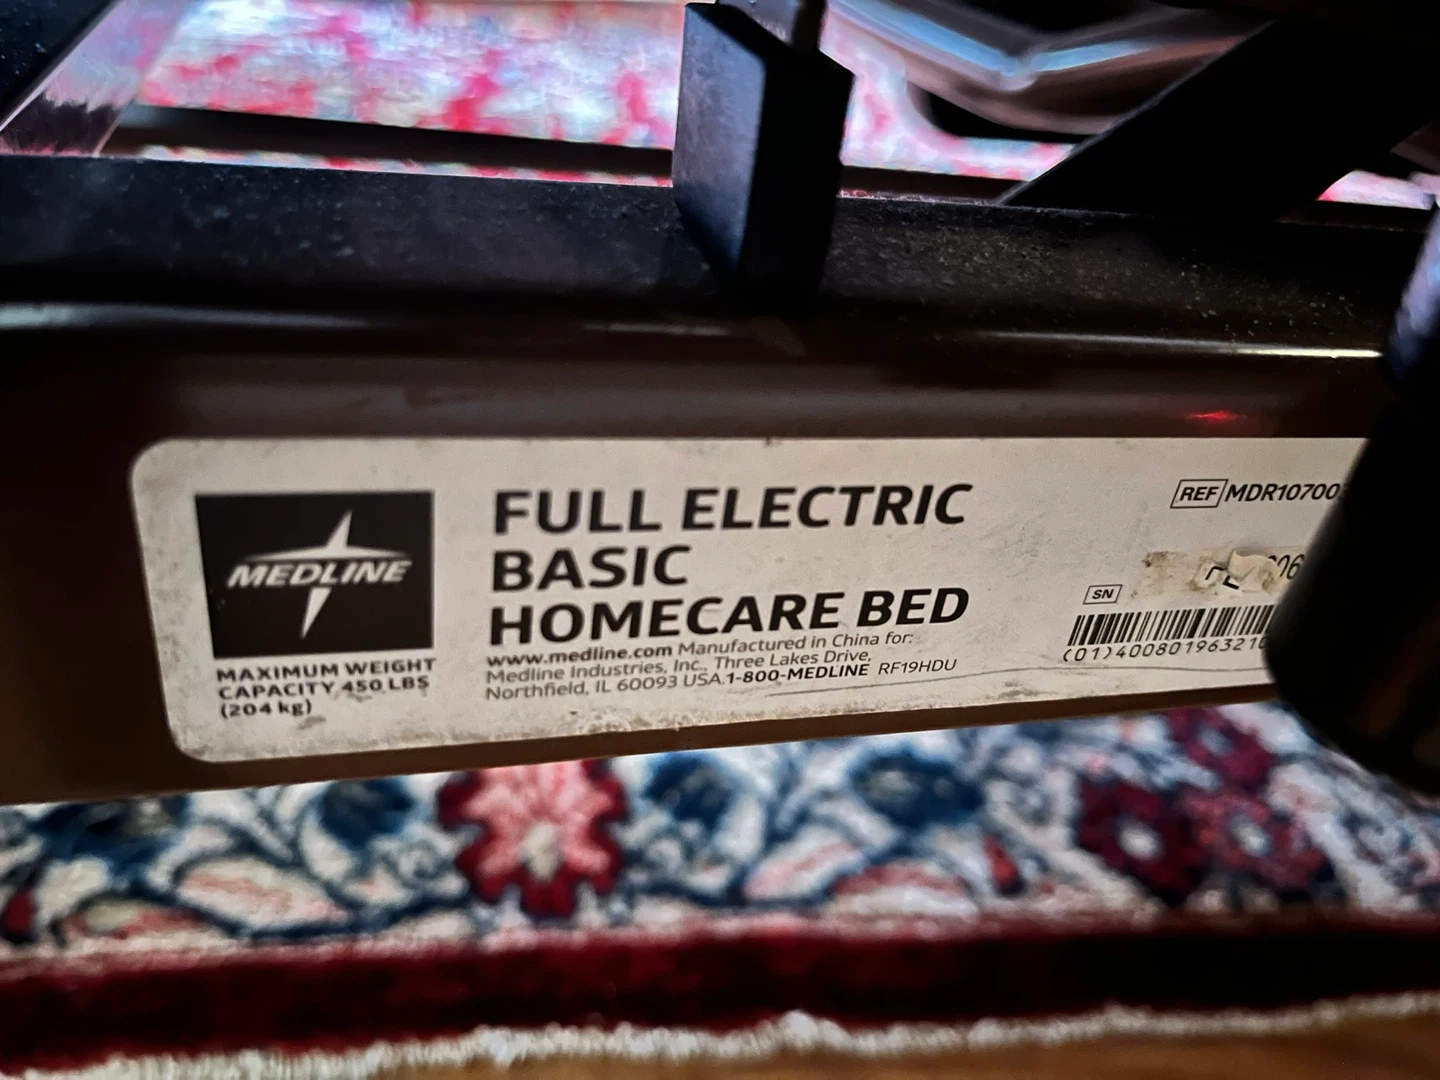 MEDLINE
MAXIMUM WEIGHT
CAPACITY 450 LBS
(204 kg)
FULL ELECTRIC
BASIC
HOMECARE BED
www.medline.com Manufactured in China for:
Medline Industries, Inc., Three Lakes Drive,
Northfield, IL 60093 USA 1-800-MEDLINE RF19HDU
REF MDR10700
SN